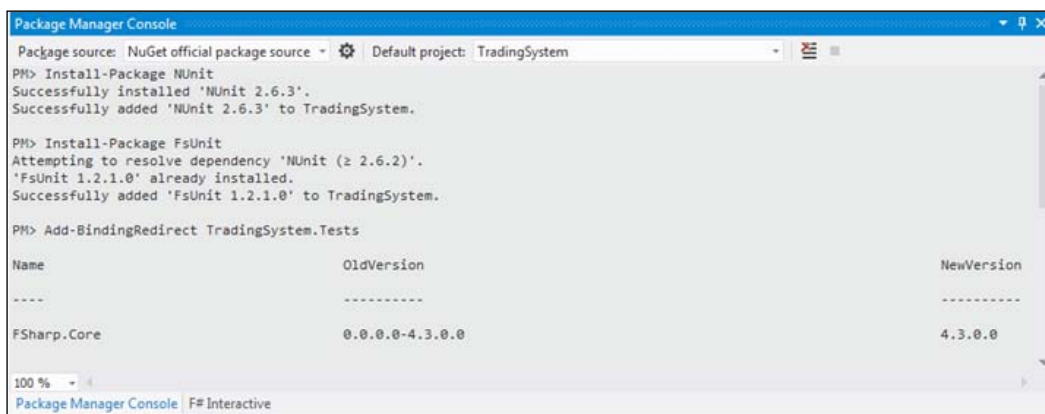 Package Manager Console
Package source: NuGet official package source Default project: TradingSystem
PM> Install-Package NUnit
Successfully installed 'NUnit 2.6.3'.
Successfully added 'NUnit 2.6.3' to TradingSystem.
PM> Install-Package FsUnit
Attempting to resolve dependency 'NUnit (≥ 2.6.2)'.
'FsUnit 1.2.1.0' already installed.
Successfully added 'FsUnit 1.2.1.0' to TradingSystem.
PM> Add-BindingRedirect TradingSystem.Tests
Name OldVersion NewVersion
---- ---------- ----------
FSharp.Core 0.0.0.0-4.3.0.0 4.3.0.0
100 %
Package Manager Console F# Interactive